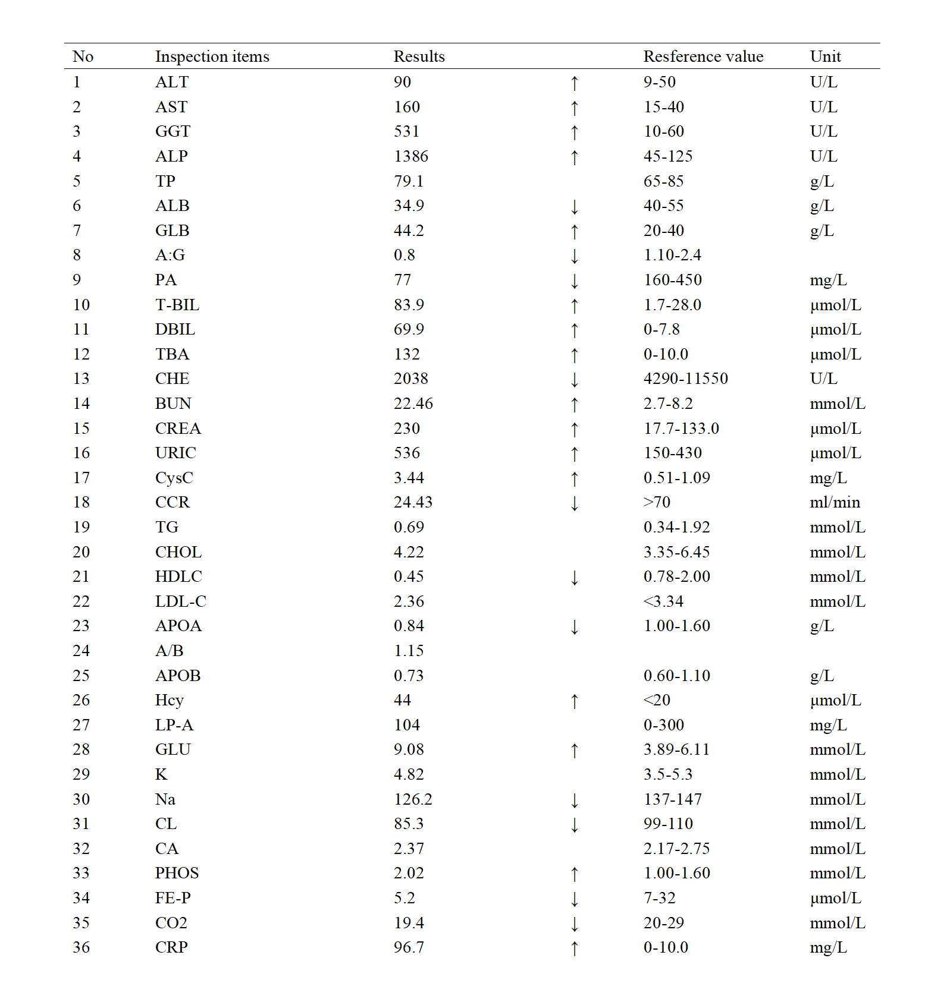 No Inspection items Results Resference value Unit
1 ALT 90 ↑ 9-50 U/L
2 AST 160 ↑ 15-40 U/L
3 GGT 531 ↑ 10-60 U/L
4 ALP 1386 ↑ 45-125 U/L
5 TP 79.1 65-85 g/L
6 ALB 34.9 ↓ 40-55 g/L
7 GLB 44.2 ↑ 20-40 g/L
8 A:G 0.8 ↓ 1.10-2.4
9 PA 77 ↓ 160-450 mg/L
10 T-BIL 83.9 ↑ 1.7-28.0 μmol/L
11 DBIL 69.9 ↑ 0-7.8 μmol/L
12 TBA 132 ↑ 0-10.0 μmol/L
13 CHE 2038 ↓ 4290-11550 U/L
14 BUN 22.46 ↑ 2.7-8.2 mmol/L
15 CREA 230 ↑ 17.7-133.0 μmol/L
16 URIC 536 ↑ 150-430 μmol/L
17 CysC 3.44 ↑ 0.51-1.09 mg/L
18 CCR 24.43 ↓ >70 ml/min
19 TG 0.69 0.34-1.92 mmol/L
20 CHOL 4.22 3.35-6.45 mmol/L
21 HDLC 0.45 ↓ 0.78-2.00 mmol/L
22 LDL-C 2.36 <3.34 mmol/L
23 APOA 0.84 ↓ 1.00-1.60 g/L
24 A/B 1.15
25 APOB 0.73 0.60-1.10 g/L
26 Hcy 44 ↑ <20 μmol/L
27 LP-A 104 0-300 mg/L
28 GLU 9.08 ↑ 3.89-6.11 mmol/L
29 K 4.82 3.5-5.3 mmol/L
30 Na 126.2 ↓ 137-147 mmol/L
31 CL 85.3 ↓ 99-110 mmol/L
32 CA 2.37 2.17-2.75 mmol/L
33 PHOS 2.02 ↑ 1.00-1.60 mmol/L
34 FE-P 5.2 ↓ 7-32 μmol/L
35 CO2 19.4 ↓ 20-29 mmol/L
36 CRP 96.7 ↑ 0-10.0 mg/L